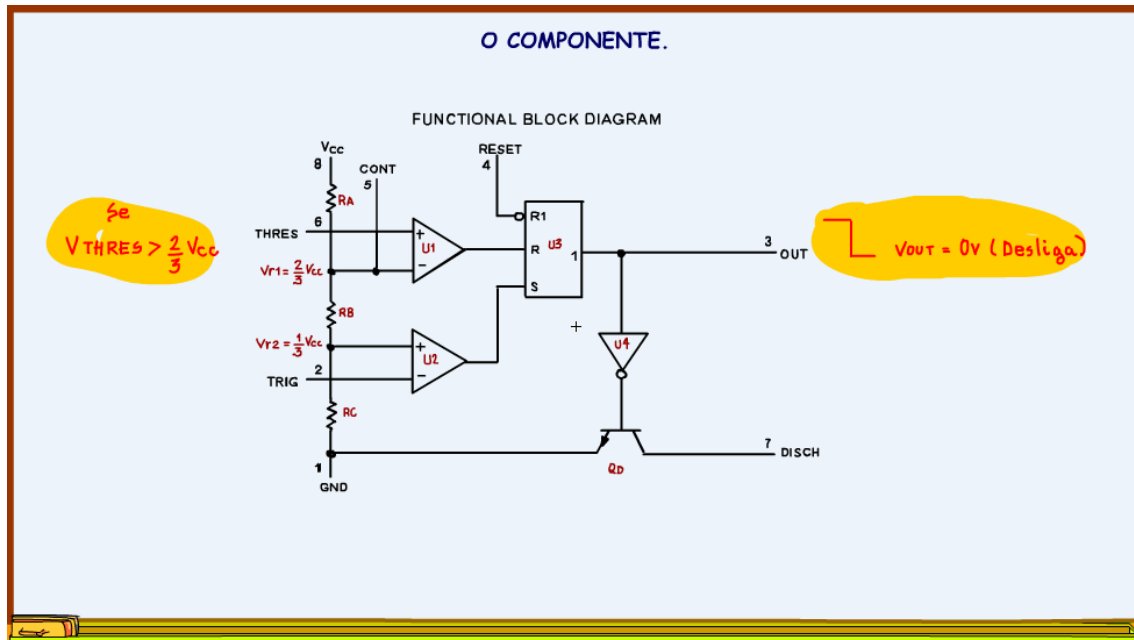 O COMPONENTE.
FUNCTIONAL BLOCK DIAGRAM
VCC
8
CONT
5
RESET
4
RA
Se
V THRES > 2/3 VCC
6
THRES
+
U1
−
R1
R
U3
1
S
3
OUT
VOUT = 0V (Desliga)
Vr1 = 2/3 VCC
RB
Vr2 = 1/3 VCC
+
U2
−
U4
2
TRIG
RC
7
DISCH
QD
1
GND